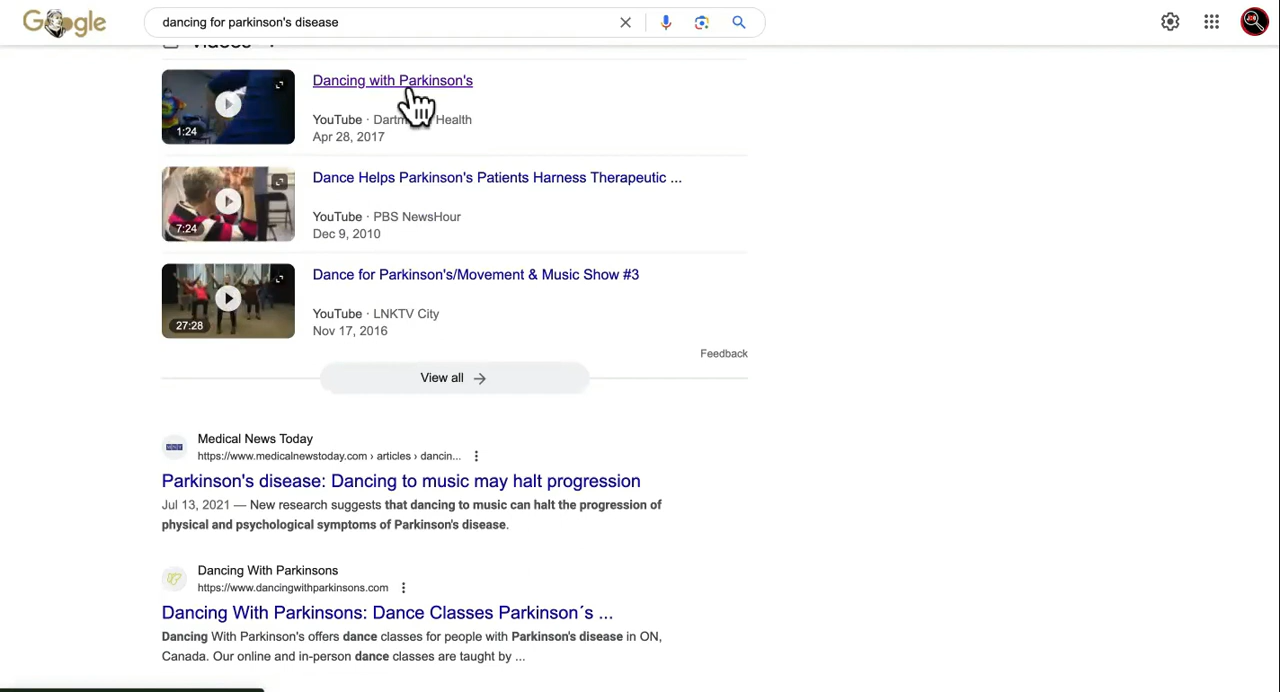 Google
dancing for parkinson's disease
Videos
Dancing with Parkinson's
YouTube · Dartm Health
Apr 28, 2017
1:24
Dance Helps Parkinson's Patients Harness Therapeutic ...
YouTube · PBS NewsHour
Dec 9, 2010
7:24
Dance for Parkinson's/Movement & Music Show #3
YouTube · LNKTV City
Nov 17, 2016
27:28
Feedback
View all
Medical News Today
https://www.medicalnewstoday.com › articles › dancin...
Parkinson's disease: Dancing to music may halt progression
Jul 13, 2021 — New research suggests that dancing to music can halt the progression of
physical and psychological symptoms of Parkinson's disease.
Dancing With Parkinsons
https://www.dancingwithparkinsons.com
Dancing With Parkinsons: Dance Classes Parkinson´s ...
Dancing With Parkinson's offers dance classes for people with Parkinson's disease in ON,
Canada. Our online and in-person dance classes are taught by ...